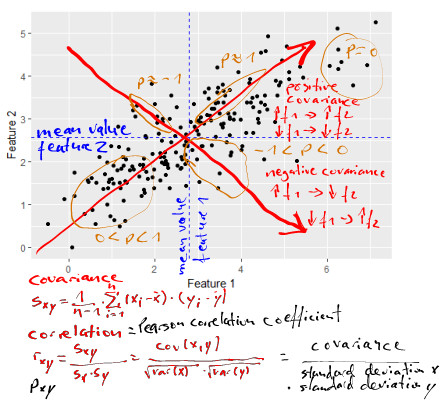 5
4
3
2
1
0
Feature 2
0
2
4
6
Feature 1
ρ≈-1
ρ≈1
ρ=0
positive
covariance
↑f1→↑f2
↓f1→↓f2
mean value
feature 2
-1<ρ<0
negative covariance
↑f1→↓f2
↓f1→↑f2
0<ρ<1
mean value
feature 1
covariance
Sxy = 1/n-1 · n Σ i=1 (xi-x̄)·(yi-ȳ)
correlation = Pearson correlation coefficient
rxy = Sxy / Sx·Sy = cov(x,y) / √var(x) · √var(y) = covariance / standard deviation x
· standard deviation y
ρxy